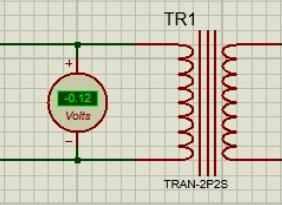 TR1
+
-0.12
Volts
−
TRAN-2P2S